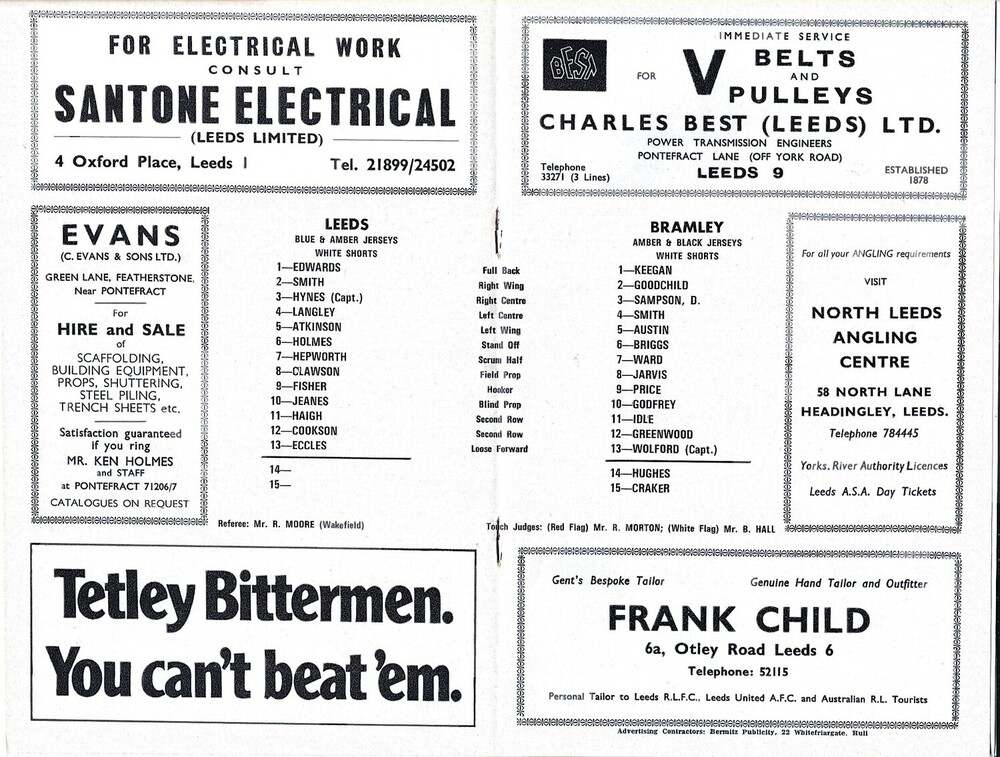 FOR ELECTRICAL WORK
CONSULT
SANTONE ELECTRICAL
(LEEDS LIMITED)
4 Oxford Place, Leeds 1 Tel. 21899/24502
BEST
IMMEDIATE SERVICE
FOR V BELTS
AND
PULLEYS
CHARLES BEST (LEEDS) LTD.
POWER TRANSMISSION ENGINEERS
PONTEFRACT LANE (OFF YORK ROAD)
Telephone
33271 (3 Lines)
LEEDS 9
ESTABLISHED
1878
EVANS
(C. EVANS & SONS LTD.)
GREEN LANE, FEATHERSTONE,
Near PONTEFRACT
For
HIRE and SALE
of
SCAFFOLDING,
BUILDING EQUIPMENT,
PROPS, SHUTTERING,
STEEL PILING,
TRENCH SHEETS etc.
Satisfaction guaranteed
if you ring
MR. KEN HOLMES
and STAFF
at PONTEFRACT 71206/7
CATALOGUES ON REQUEST
LEEDS
BLUE & AMBER JERSEYS
WHITE SHORTS
1—EDWARDS
2—SMITH
3—HYNES (Capt.)
4—LANGLEY
5—ATKINSON
6—HOLMES
7—HEPWORTH
8—CLAWSON
9—FISHER
10—JEANES
11—HAIGH
12—COOKSON
13—ECCLES
14—
15—
Full Back
Right Wing
Right Centre
Left Centre
Left Wing
Stand Off
Scrum Half
Field Prop
Hooker
Blind Prop
Second Row
Second Row
Loose Forward
BRAMLEY
AMBER & BLACK JERSEYS
WHITE SHORTS
1—KEEGAN
2—GOODCHILD
3—SAMPSON, D.
4—SMITH
5—AUSTIN
6—BRIGGS
7—WARD
8—JARVIS
9—PRICE
10—GODFREY
11—IDLE
12—GREENWOOD
13—WOLFORD (Capt.)
14—HUGHES
15—CRAKER
Referee: Mr. R. MOORE (Wakefield)
Touch Judges: (Red Flag) Mr. R. MORTON; (White Flag) Mr. B. HALL
For all your ANGLING requirements
VISIT
NORTH LEEDS
ANGLING
CENTRE
58 NORTH LANE
HEADINGLEY, LEEDS.
Telephone 784445
Yorks. River Authority Licences
Leeds A.S.A. Day Tickets
Tetley Bittermen.
You can't beat 'em.
Gent's Bespoke Tailor Genuine Hand Tailor and Outfitter
FRANK CHILD
6a, Otley Road Leeds 6
Telephone: 52115
Personal Tailor to Leeds R.L.F.C., Leeds United A.F.C. and Australian R.L. Tourists
Advertising Contractors: Bermitz Publicity, 22 Whitefriargate, Hull